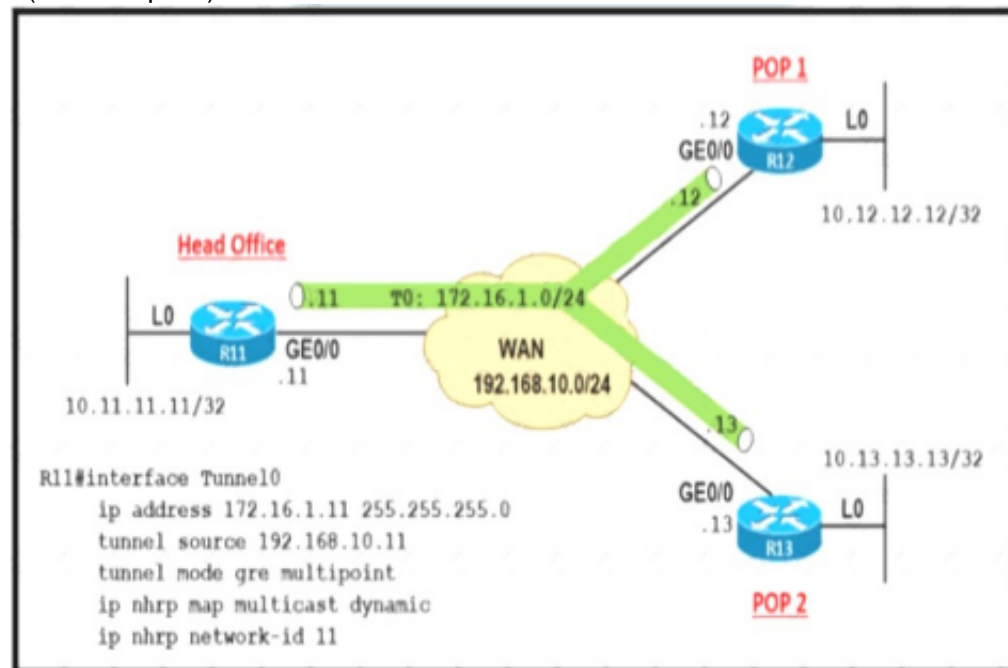 POP 1
.12
GE0/0
L0
R12
.12
10.12.12.12/32
Head Office
.11
T0: 172.16.1.0/24
L0
R11
GE0/0
.11
WAN
192.168.10.0/24
10.11.11.11/32
.13
10.13.13.13/32
GE0/0
.13
L0
R13
POP 2
R11#interface Tunnel0
ip address 172.16.1.11 255.255.255.0
tunnel source 192.168.10.11
tunnel mode gre multipoint
ip nhrp map multicast dynamic
ip nhrp network-id 11